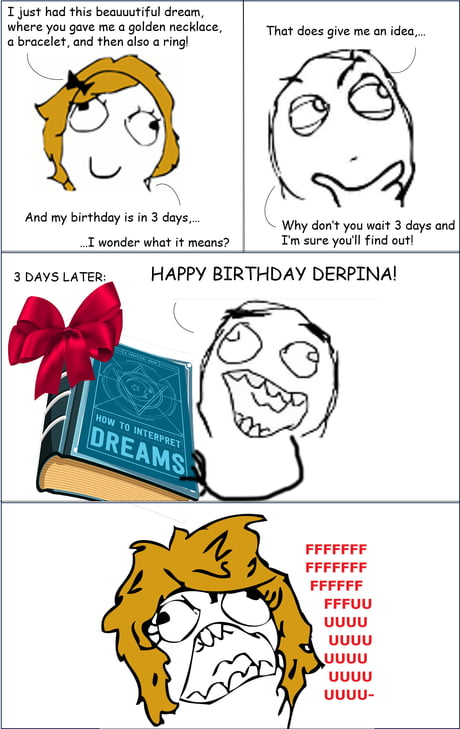 I just had this beauuutiful dream,
where you gave me a golden necklace,
a bracelet, and then also a ring!
And my birthday is in 3 days,...
...I wonder what it means?
That does give me an idea,...
Why don't you wait 3 days and
I'm sure you'll find out!
3 DAYS LATER:
HAPPY BIRTHDAY DERPINA!
HOW TO INTERPRET
DREAMS
FFFFFFF
FFFFFFF
FFFFFF
FFFUU
UUUU
UUUU
UUUU
UUUU
UUUU-